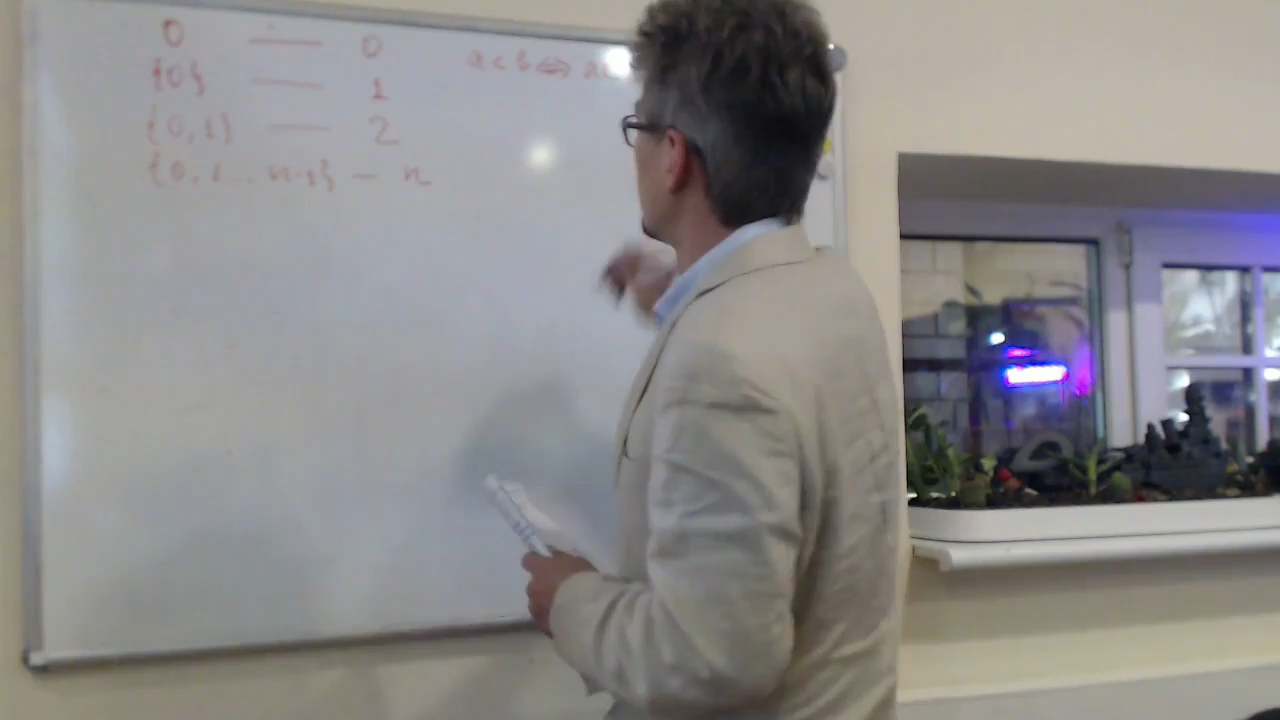 0 — 0
{0} — 1
{0,1} — 2
{0,1... n-1} — n
a < b ⇔ a